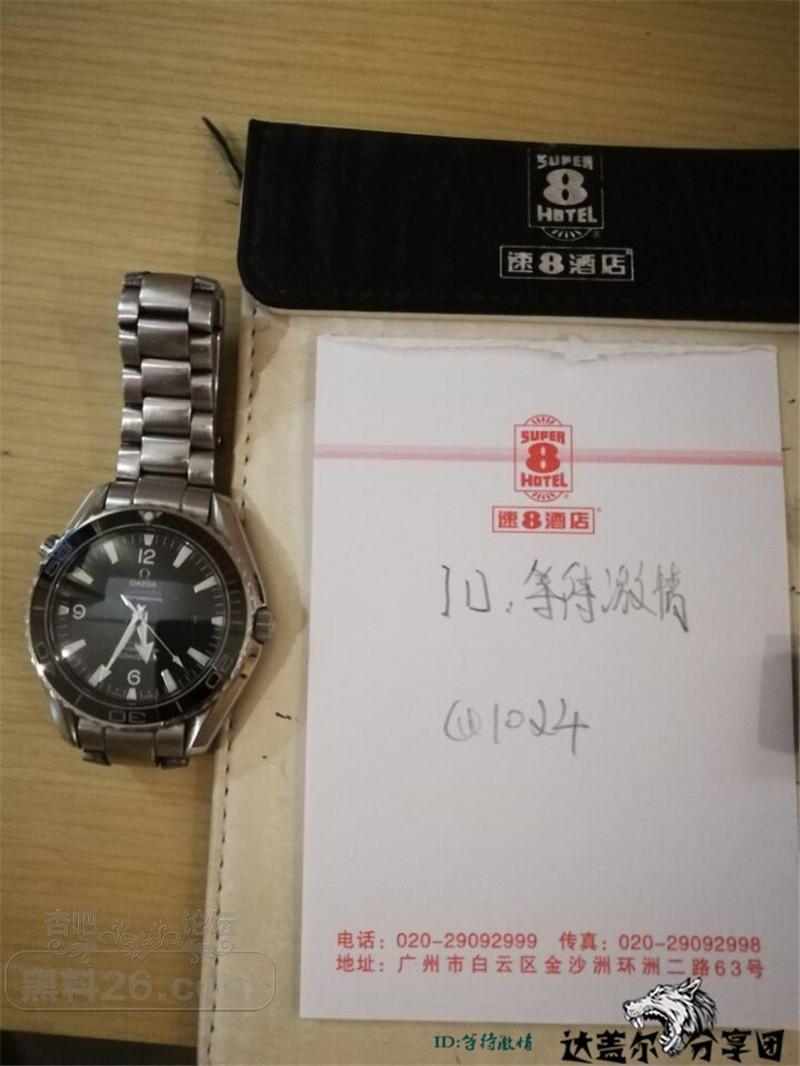 SUPER
8
HOTEL
速8酒店
SUPER
8
HOTEL
速8酒店
ID:等待激情
@1024
12
OMEGA
PROFESSIONAL
9
6
电话: 020-29092999 传真: 020-29092998
地址: 广州市白云区金沙洲环洲二路63号
杏吧 论坛
黑料26.com
ID:等待激情
达盖尔 分享团